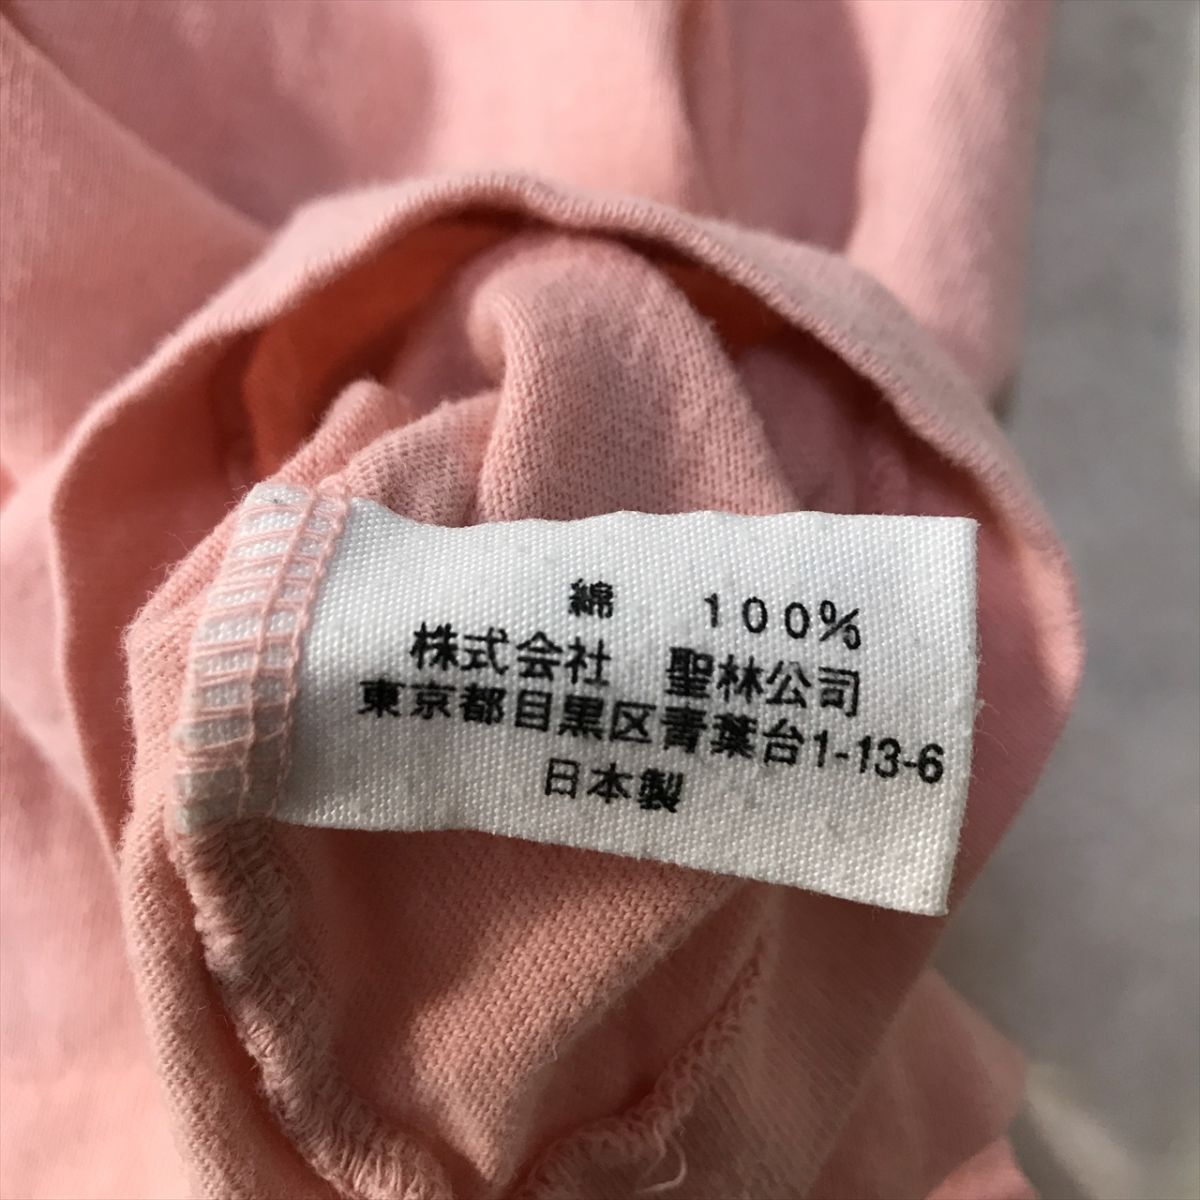 綿 100%
株式会社 聖林公司
東京都目黒区青葉台1-13-6
日本製